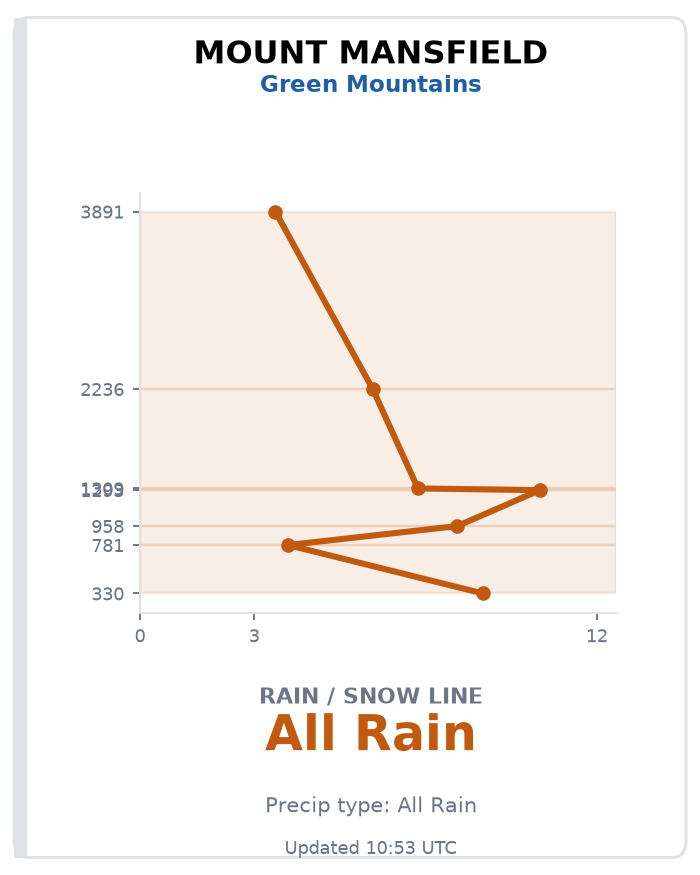 MOUNT MANSFIELD
Green Mountains
3891
2236
958
781
330
0 3 12
RAIN / SNOW LINE
All Rain
Precip type: All Rain
Updated 10:53 UTC